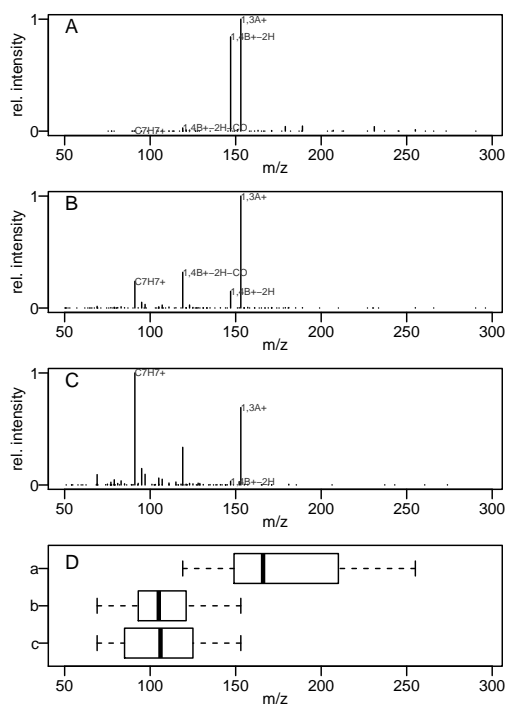 A
1,3A+
1,4B+−2H
1,4B+−2H−CO
C7H7+
rel. intensity
0 1
50 100 150 200 250 300
m/z
B
1,3A+
1,4B+−2H−CO
C7H7+
1,4B+−2H
rel. intensity
0 1
50 100 150 200 250 300
m/z
C
C7H7+
1,3A+
1,4B+−2H
rel. intensity
0 1
50 100 150 200 250 300
m/z
D
a
b
c
50 100 150 200 250 300
m/z